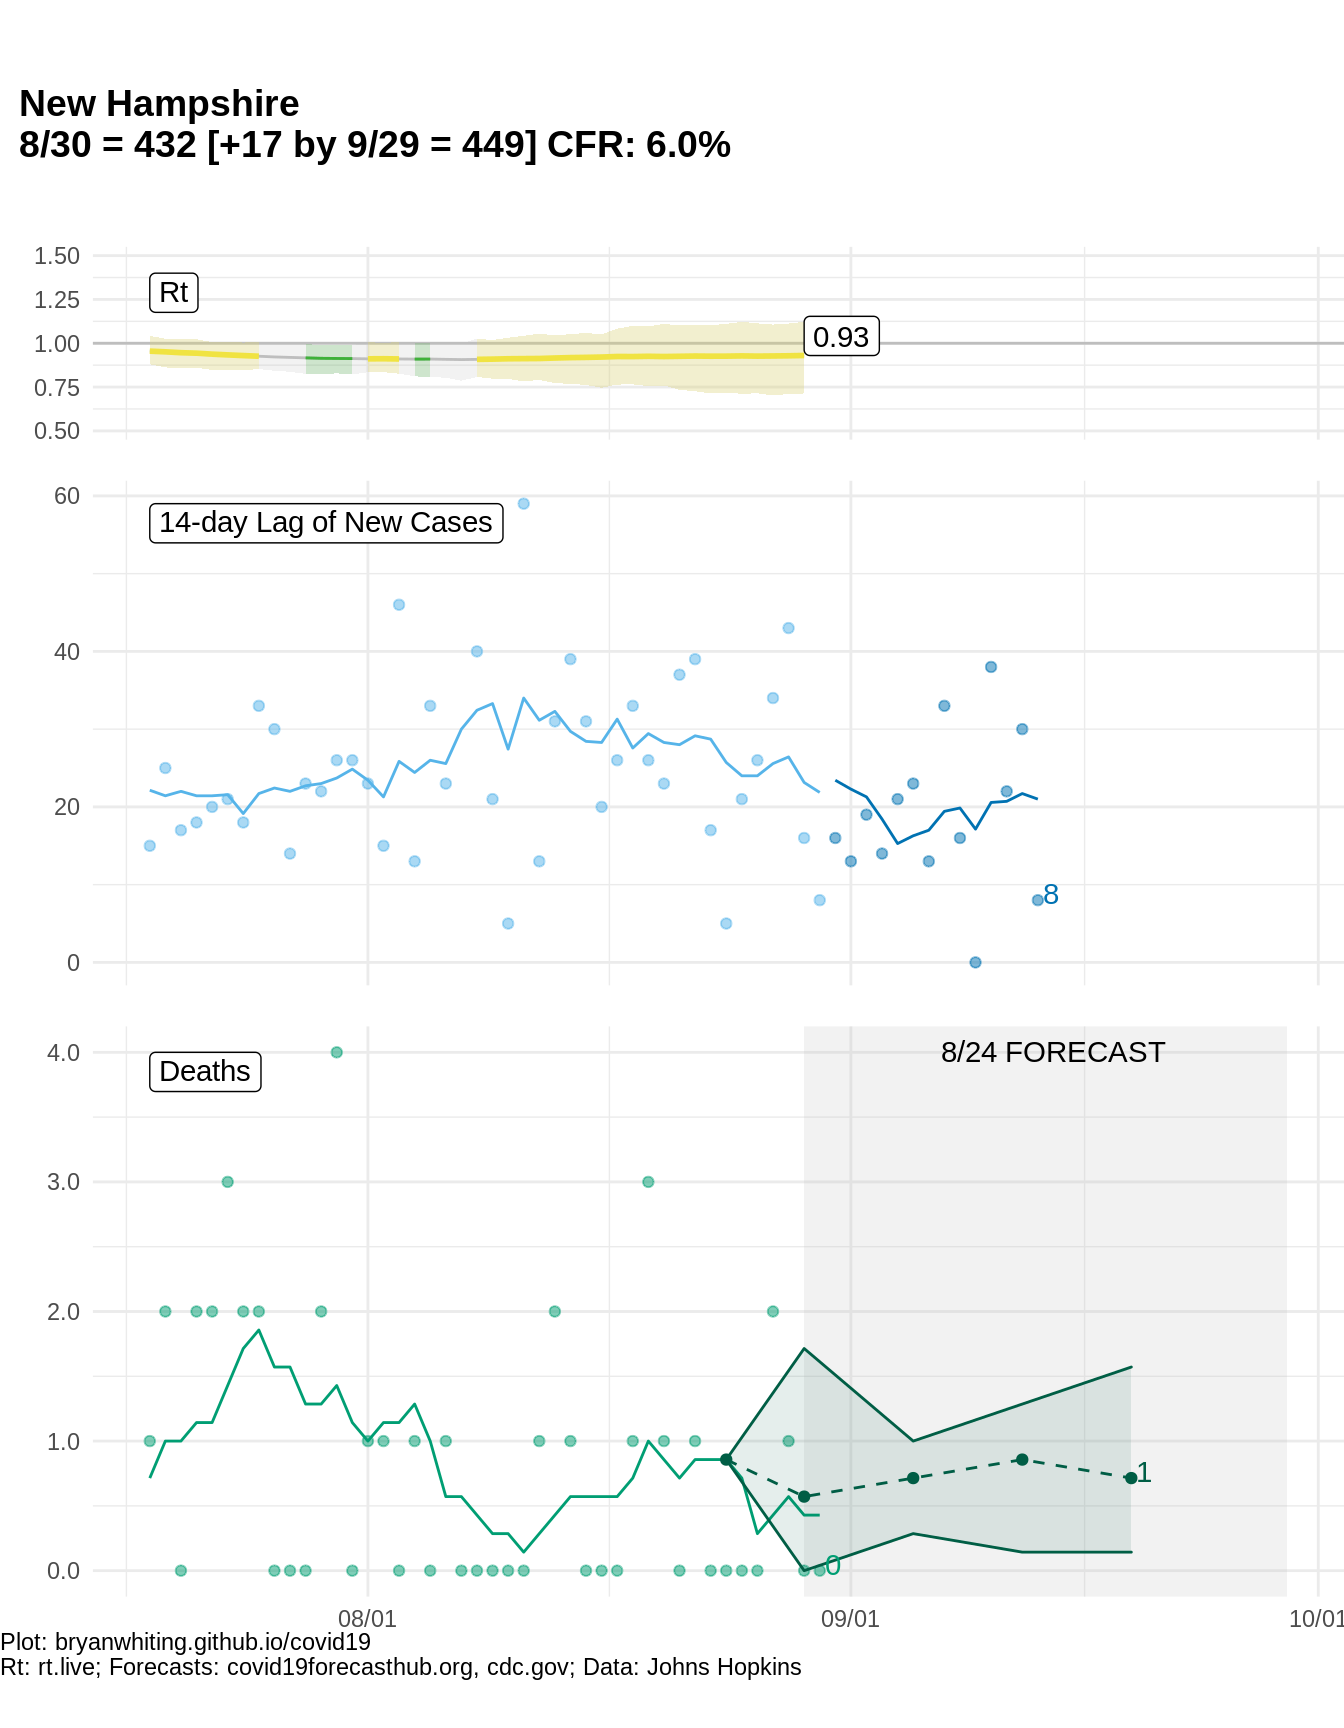 New Hampshire
8/30 = 432 [+17 by 9/29 = 449] CFR: 6.0%
1.50
1.25
1.00
0.75
0.50
Rt
0.93
60
40
20
0
14-day Lag of New Cases
8
4.0
3.0
2.0
1.0
0.0
Deaths
8/24 FORECAST
1
0
08/01
09/01
10/01
Plot: bryanwhiting.github.io/covid19
Rt: rt.live; Forecasts: covid19forecasthub.org, cdc.gov; Data: Johns Hopkins